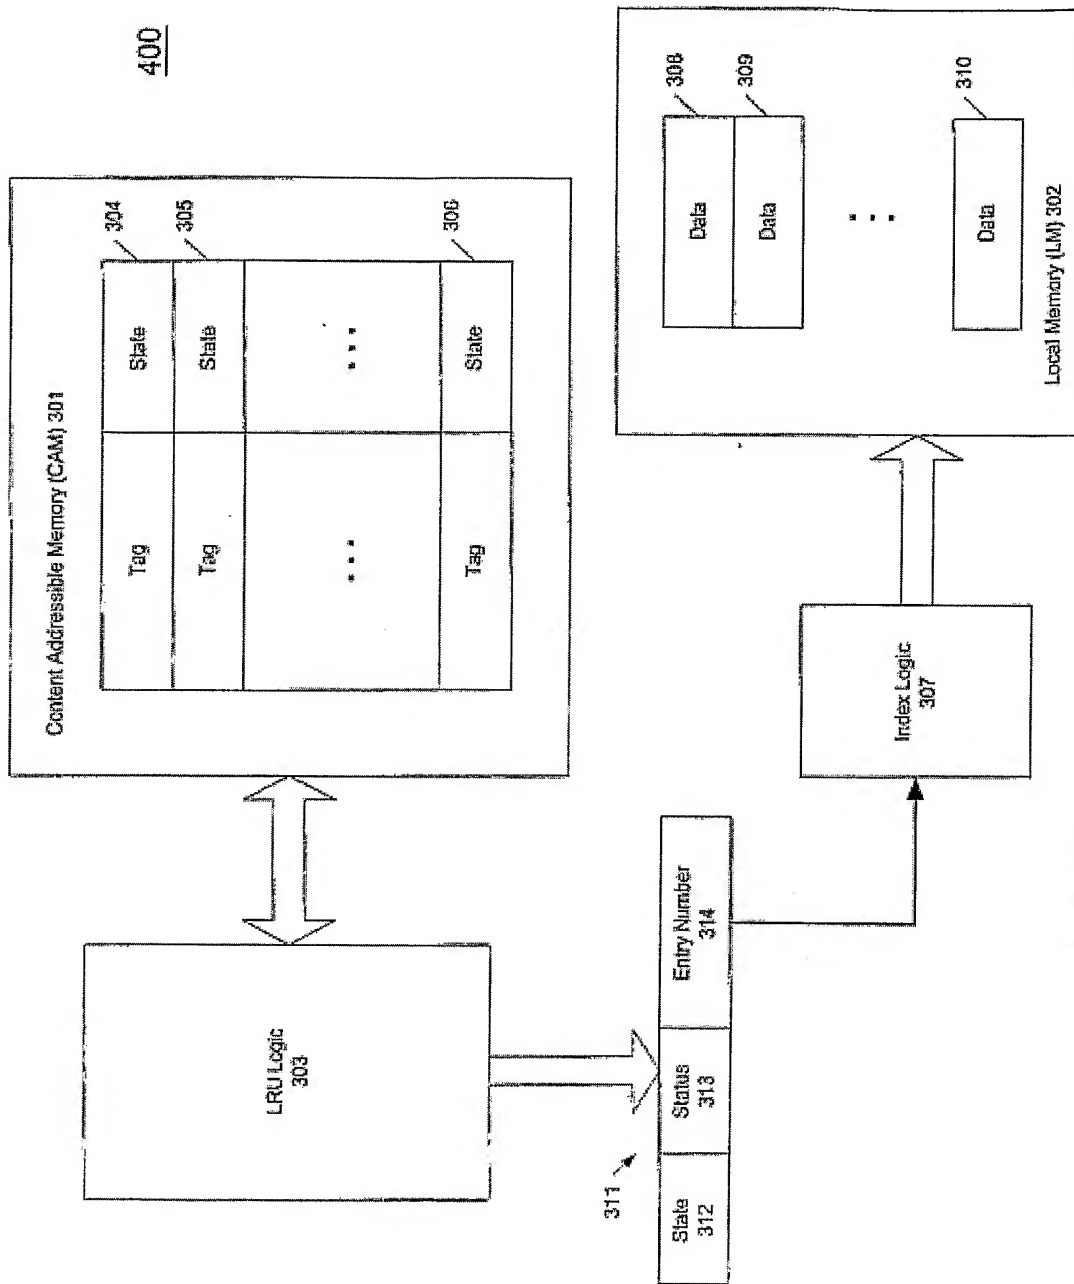 400
Content Addressible Memory (CAM) 301
Tag State 304
Tag State 305
Tag State 306
LRU Logic
303
311
State
312
Status
313
Entry Number
314
Index Logic
307
Data 308
Data 309
Data 310
Local Memory (LM) 302